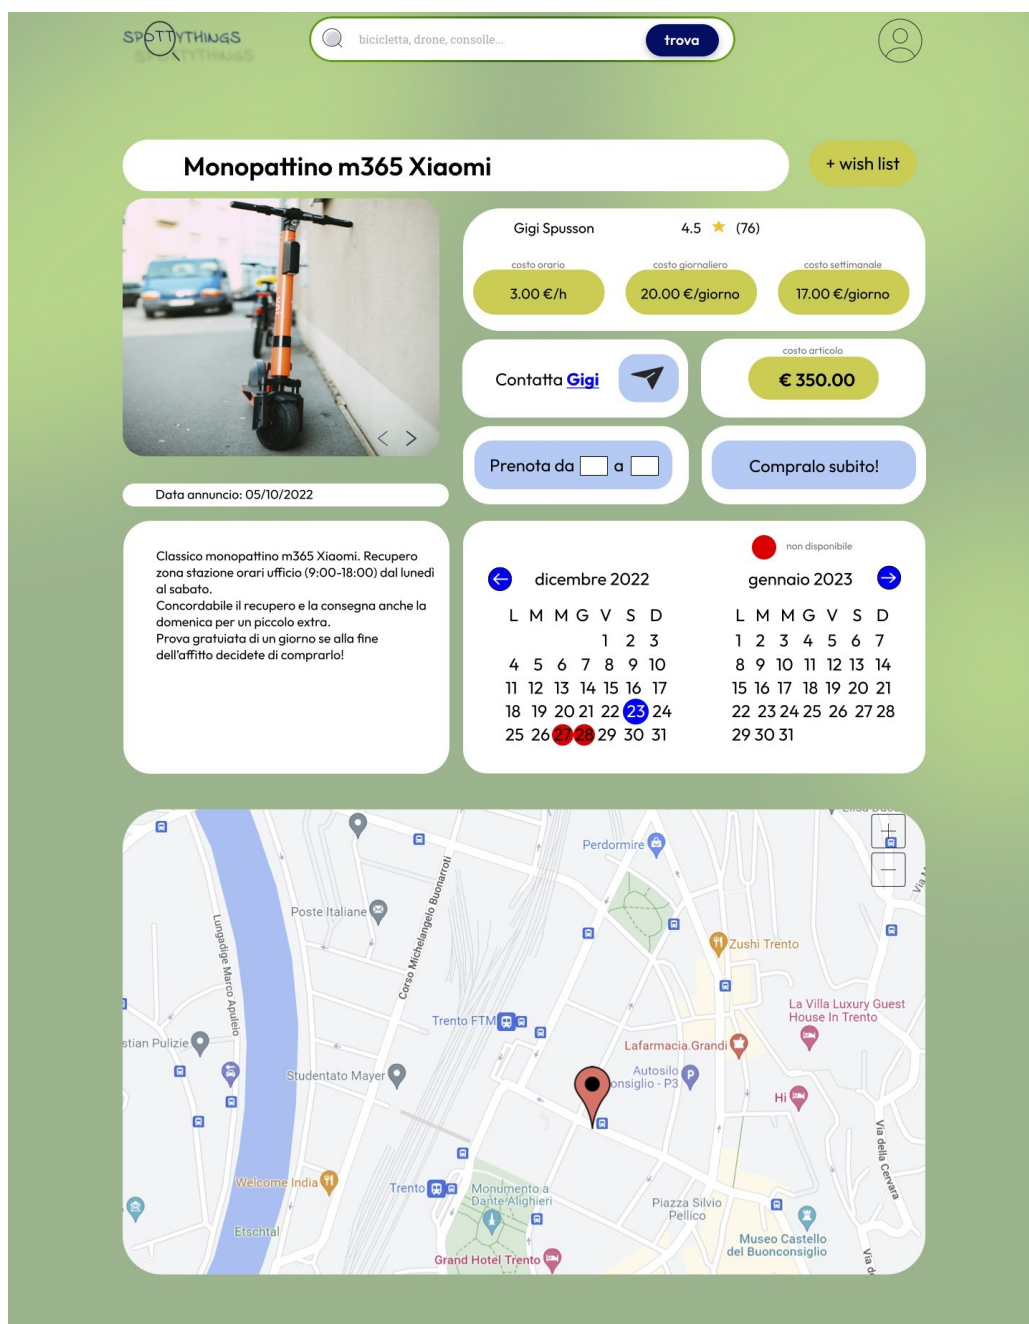 SPOTTYTHINGS
bicicletta, drone, consolle...
trova
Monopattino m365 Xiaomi
+ wish list
Gigi Spusson 4.5 (76)
costo orario costo giornaliero costo settimanale
3.00 €/h 20.00 €/giorno 17.00 €/giorno
Contatta Gigi
costo articolo
€ 350.00
Prenota da a
Compralo subito!
Data annuncio: 05/10/2022
Classico monopattino m365 Xiaomi. Recupero
zona stazione orari ufficio (9:00-18:00) dal lunedì
al sabato.
Concordabile il recupero e la consegna anche la
domenica per un piccolo extra.
Prova gratuita di un giorno se alla fine
dell'affitto decidete di comprarlo!
non disponibile
dicembre 2022
L M M G V S D
1 2 3
4 5 6 7 8 9 10
11 12 13 14 15 16 17
18 19 20 21 22 23 24
25 26 27 28 29 30 31
gennaio 2023
L M M G V S D
1 2 3 4 5 6 7
8 9 10 11 12 13 14
15 16 17 18 19 20 21
22 23 24 25 26 27 28
29 30 31
Perdormire
Poste Italiane
Corso Michelangelo Buonarroti
Lungadige Marco Apuleio
Zushi Trento
La Villa Luxury Guest
House In Trento
Trento FTM
stian Pulizie
Lafarmacia.Grandi
Studentato Mayer
Autosilo
onsiglio - P3
Hi
Via della Cervara
Welcome India
Trento
Monumento a
Dante Alighieri
Piazza Silvio
Pellico
Etschtal
Museo Castello
del Buonconsiglio
Grand Hotel Trento